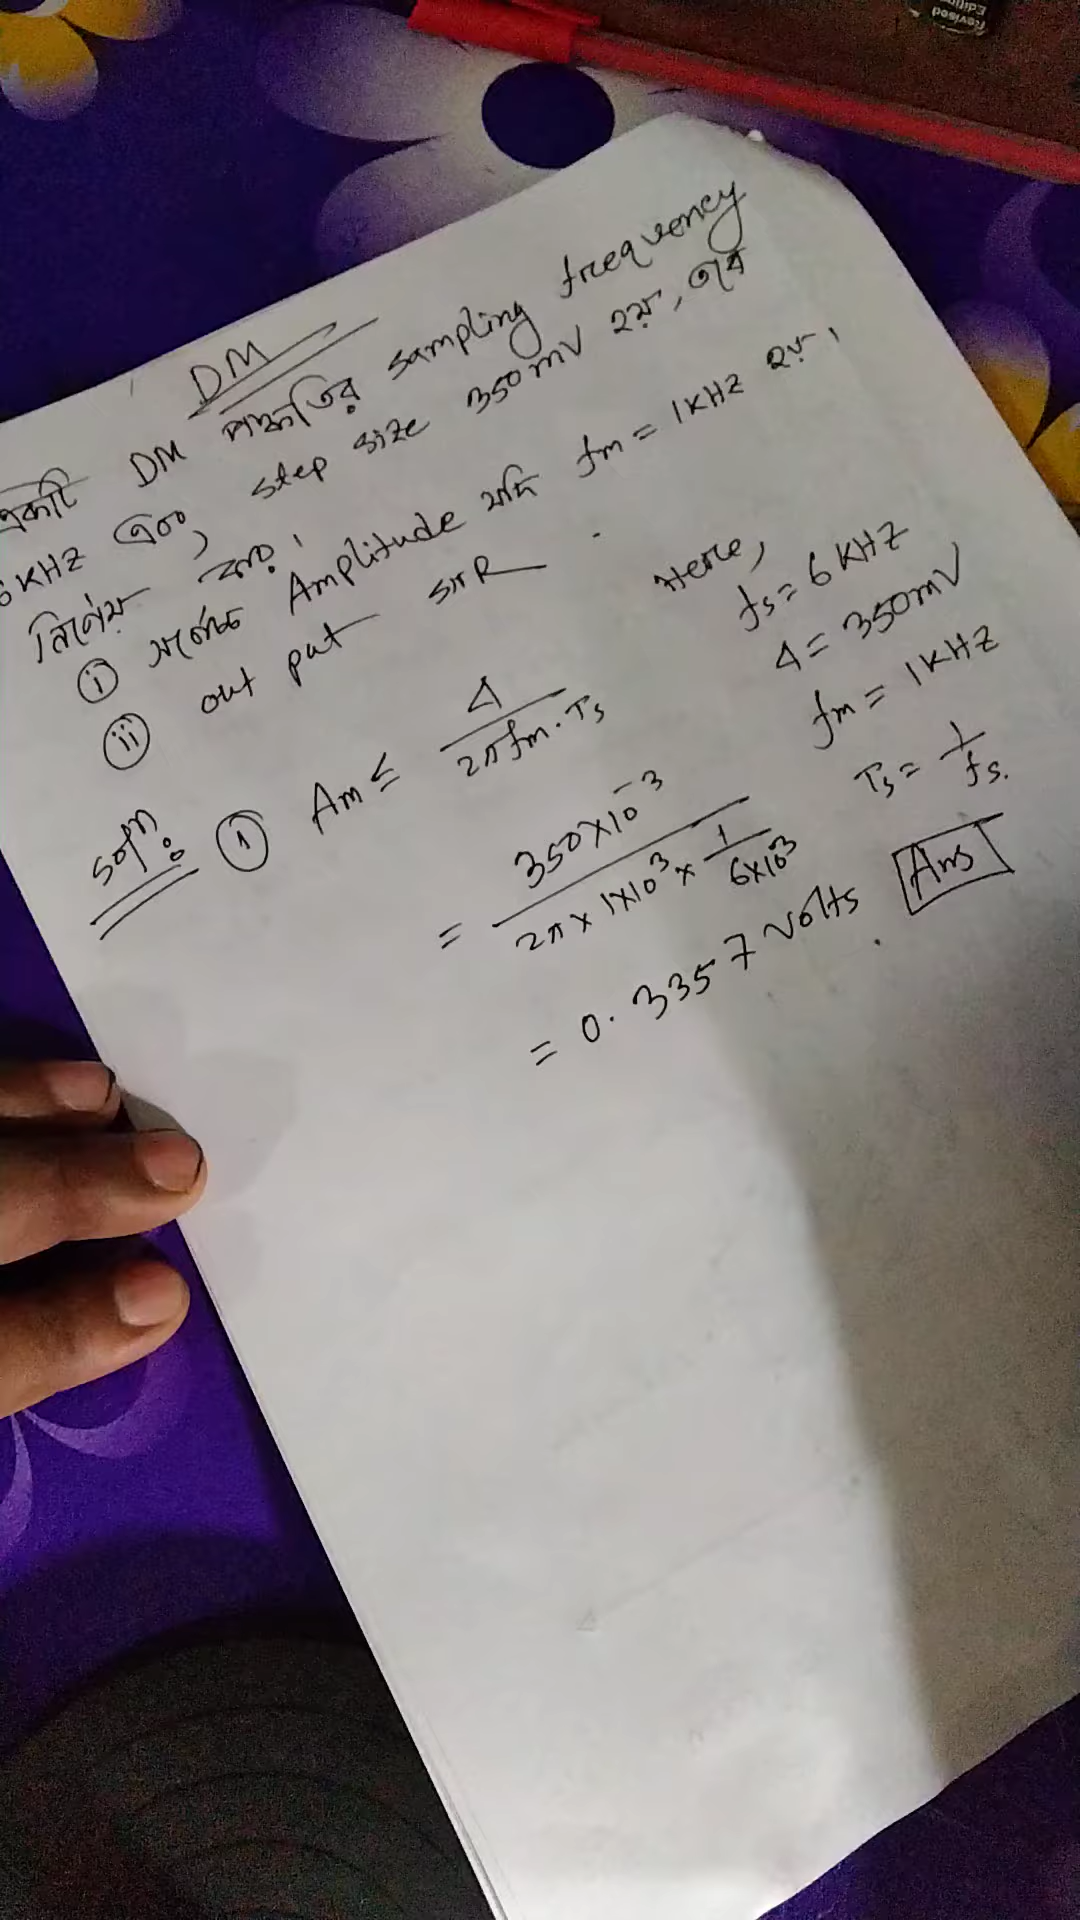 Revised
Edition
DM
একটি DM পদ্ধতির sampling frequency
6KHZ এবং step size 350mV হয়, তবে
নির্ণয় কর।
(i) সর্বোচ্চ Amplitude যদি fm = 1KHZ হয়।
(ii) out put SNR
Here,
fs = 6 KHZ
Δ = 350mV
fm = 1KHZ
Ts = 1/fs.
Soln:
(1) Am ≤ Δ / 2πfm.Ts
= 350×10⁻³ / 2π×1×10³×1/6×10³
= 0.3357 volts Ans